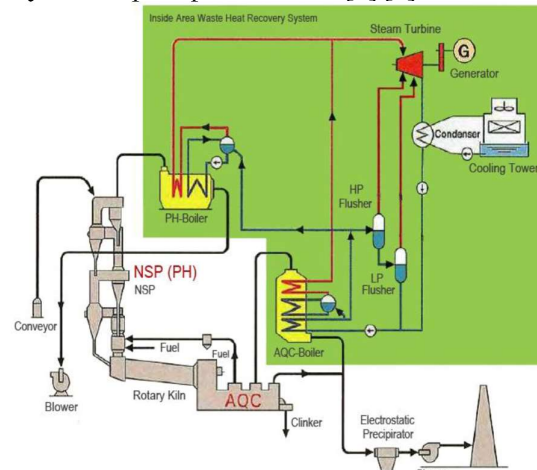 Inside Area Waste Heat Recovery System
Steam Turbine
G
Generator
Condenser
Cooling Tower
PH-Boiler
HP
Flusher
LP
Flusher
NSP (PH)
NSP
Conveyor
AQC-Boiler
Fuel
Fuel
Blower
Rotary Kiln
AQC
Clinker
Electrostatic
Precipirator